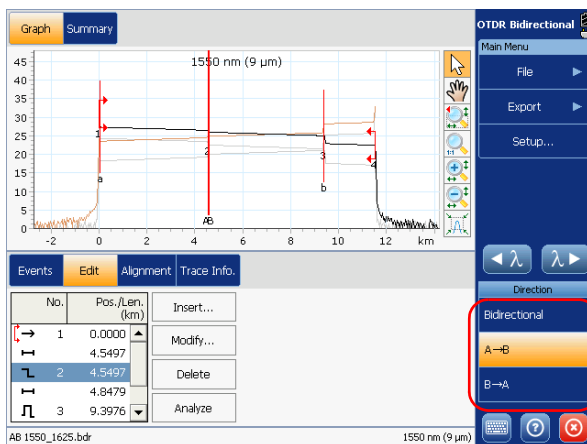 Graph Summary
OTDR Bidirectional
Main Menu
File
Export
Setup...
1550 nm (9 µm)
45
40
35
30
25
20
15
10
5
0
-2 0 2 4 6 8 10 12 km
1 2 3 4
a AB b
1:1
λ λ
Direction
Bidirectional
A→B
B→A
Events Edit Alignment Trace Info.
No. Pos./Len.
(km)
1 0.0000
4.5497
2 4.5497
4.8479
3 9.3976
Insert...
Modify...
Delete
Analyze
AB 1550_1625.bdr 1550 nm (9 µm)